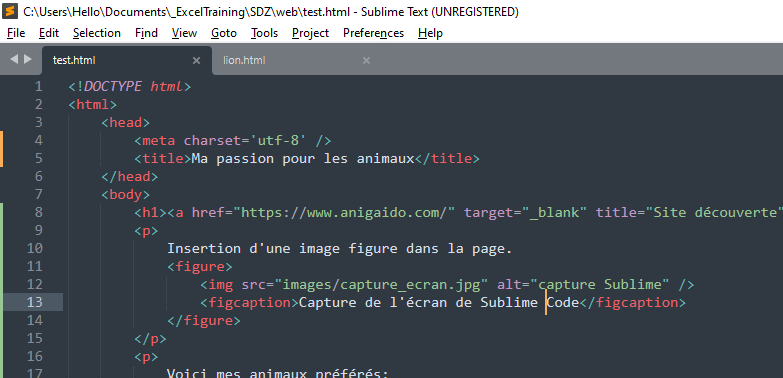 C:\Users\Hello\Documents\_ExcelTraining\SDZ\web\test.html - Sublime Text (UNREGISTERED)
File Edit Selection Find View Goto Tools Project Preferences Help
test.html × lion.html ×
1 <!DOCTYPE html>
2 <html>
3 <head>
4 <meta charset='utf-8' />
5 <title>Ma passion pour les animaux</title>
6 </head>
7 <body>
8 <h1><a href="https://www.anigaido.com/" target="_blank" title="Site découverte"
9 <p>
10 Insertion d'une image figure dans la page.
11 <figure>
12 <img src="images/capture_ecran.jpg" alt="capture Sublime" />
13 <figcaption>Capture de l'écran de Sublime Code</figcaption>
14 </figure>
15 </p>
16 <p>
17 Voici mes animaux préférés: